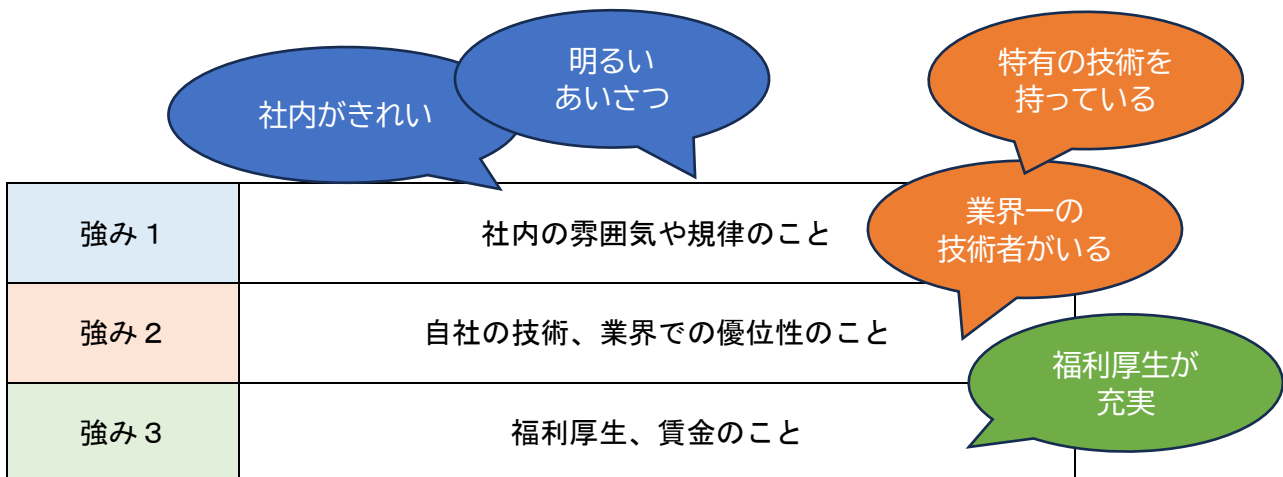 明るい
あいさつ
社内がきれい
特有の技術を
持っている
業界一の
技術者がいる
強み１
社内の雰囲気や規律のこと
強み２
自社の技術、業界での優位性のこと
福利厚生が
充実
強み３
福利厚生、賃金のこと